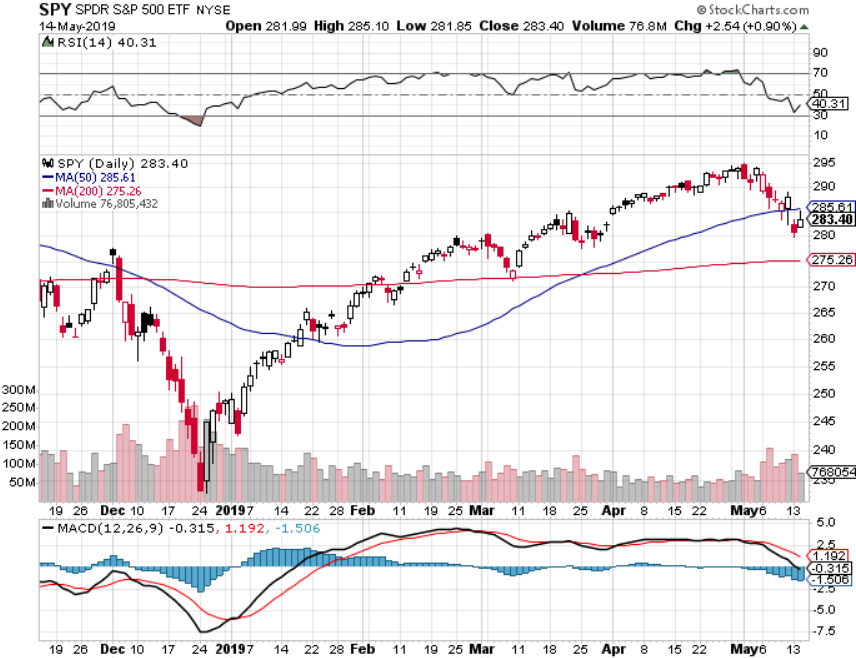 SPY SPDR S&P 500 ETF NYSE © StockCharts.com
14-May-2019 Open 281.99 High 285.10 Low 281.85 Close 283.40 Volume 76.8M Chg +2.54 (+0.90%)
RSI(14) 40.31
90
70
50
40.31
30
10
SPY (Daily) 283.40
MA(50) 285.61
MA(200) 275.26
Volume 76,805,432
295
290
285.61
283.40
280
275.26
270
265
260
255
250
245
240
235
300M
250M
200M
150M
100M
50M
768054
19 26 Dec 10 17 24 2019 7 14 22 28 Feb 11 19 25 Mar 11 18 25 Apr 8 15 22 May 6 13
MACD(12,26,9) -0.315, 1.192, -1.506
5.0
2.5
1.192
-0.315
-1.506
-2.5
-5.0
-7.5
19 26 Dec 10 17 24 2019 7 14 22 28 Feb 11 19 25 Mar 11 18 25 Apr 8 15 22 May 6 13